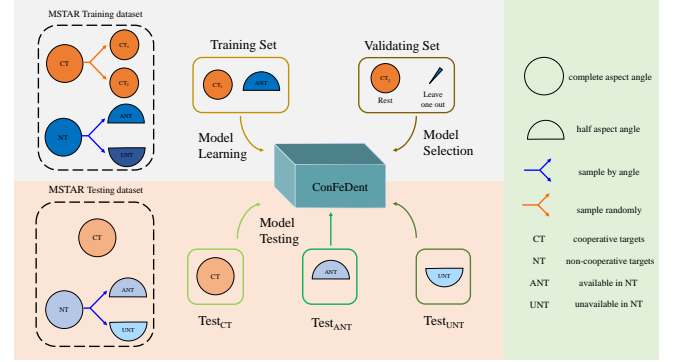 MSTAR Training dataset
CT
CT₁
CT₂
NT
ANT
UNT
Training Set
CT₁
ANT
Validating Set
CT₂
Rest
Leave
one out
Model
Learning
Model
Selection
ConFeDent
MSTAR Testing dataset
CT
NT
ANT
UNT
Model
Testing
CT
ANT
UNT
Test_CT
Test_ANT
Test_UNT
complete aspect angle
half aspect angle
sample by angle
sample randomly
CT cooperative targets
NT non-cooperative targets
ANT available in NT
UNT unavailable in NT